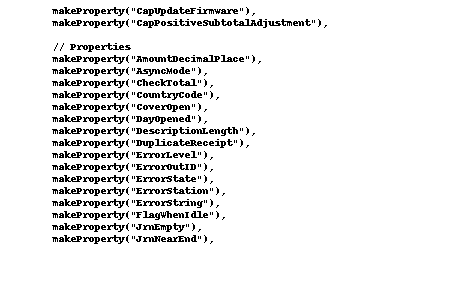 makeProperty("CapUpdateFirmware"),
makeProperty("CapPositiveSubtotalAdjustment"),
// Properties
makeProperty("AmountDecimalPlace"),
makeProperty("AsyncMode"),
makeProperty("CheckTotal"),
makeProperty("CountryCode"),
makeProperty("CoverOpen"),
makeProperty("DayOpened"),
makeProperty("DescriptionLength"),
makeProperty("DuplicateReceipt"),
makeProperty("ErrorLevel"),
makeProperty("ErrorOutID"),
makeProperty("ErrorState"),
makeProperty("ErrorStation"),
makeProperty("ErrorString"),
makeProperty("FlagWhenIdle"),
makeProperty("JrnEmpty"),
makeProperty("JrnNearEnd"),